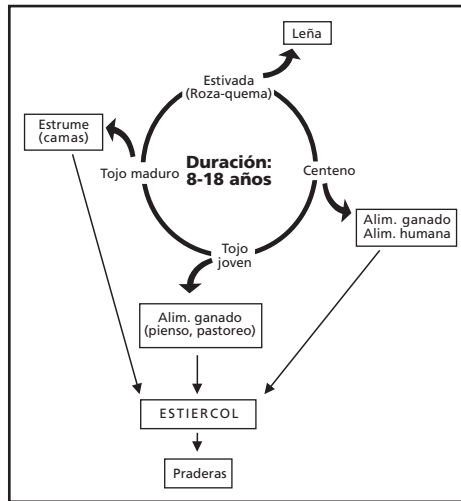 Leña
Estivada
(Roza-quema)
Estrume
(camas)
Tojo maduro
Duración:
8-18 años
Centeno
Alim. ganado
Alim. humana
Tojo
joven
Alim. ganado
(pienso, pastoreo)
ESTIERCOL
Praderas